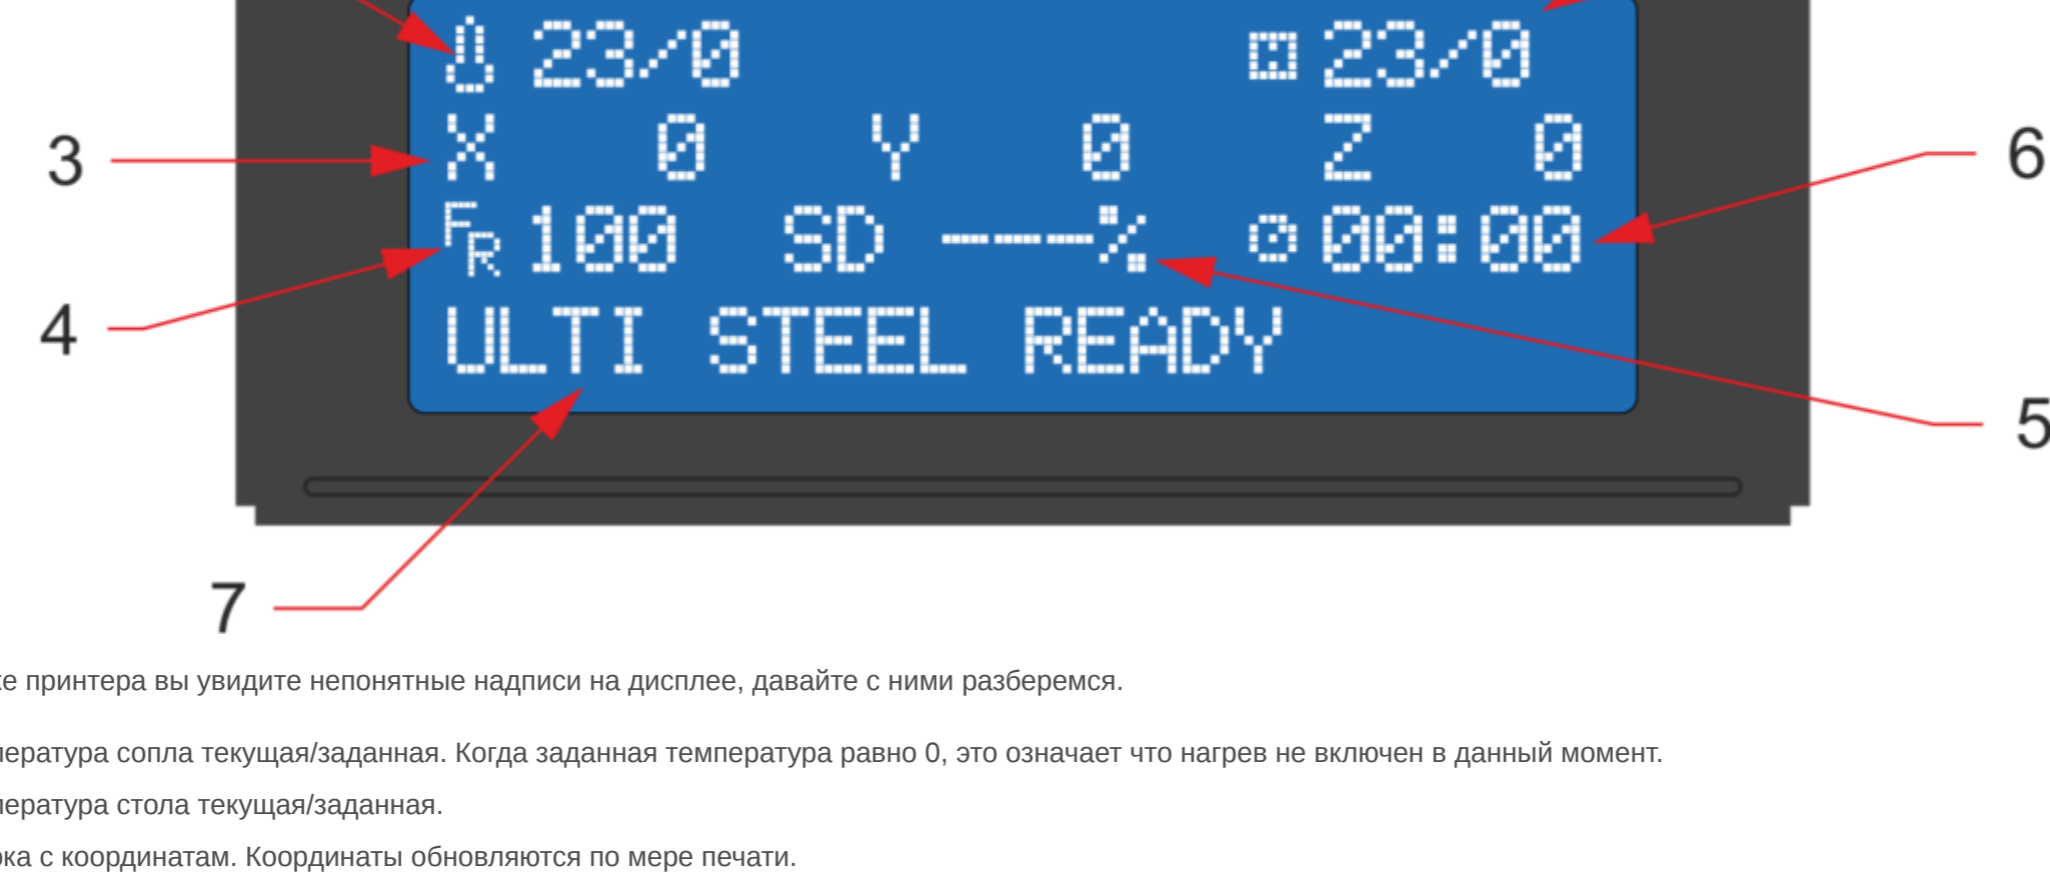 23/0 23/0
3 X 0 Y 0 Z 0 6
FR 100 SD ---% 00:00
4 ULTI STEEL READY
5
7
принтера вы увидите непонятные надписи на дисплее, давайте с ними разберемся.
сопла текущая/заданная. Когда заданная температура равно 0, это означает что нагрев не включен в данный момент.
стола текущая/заданная.
с координатам. Координаты обновляются по мере печати.